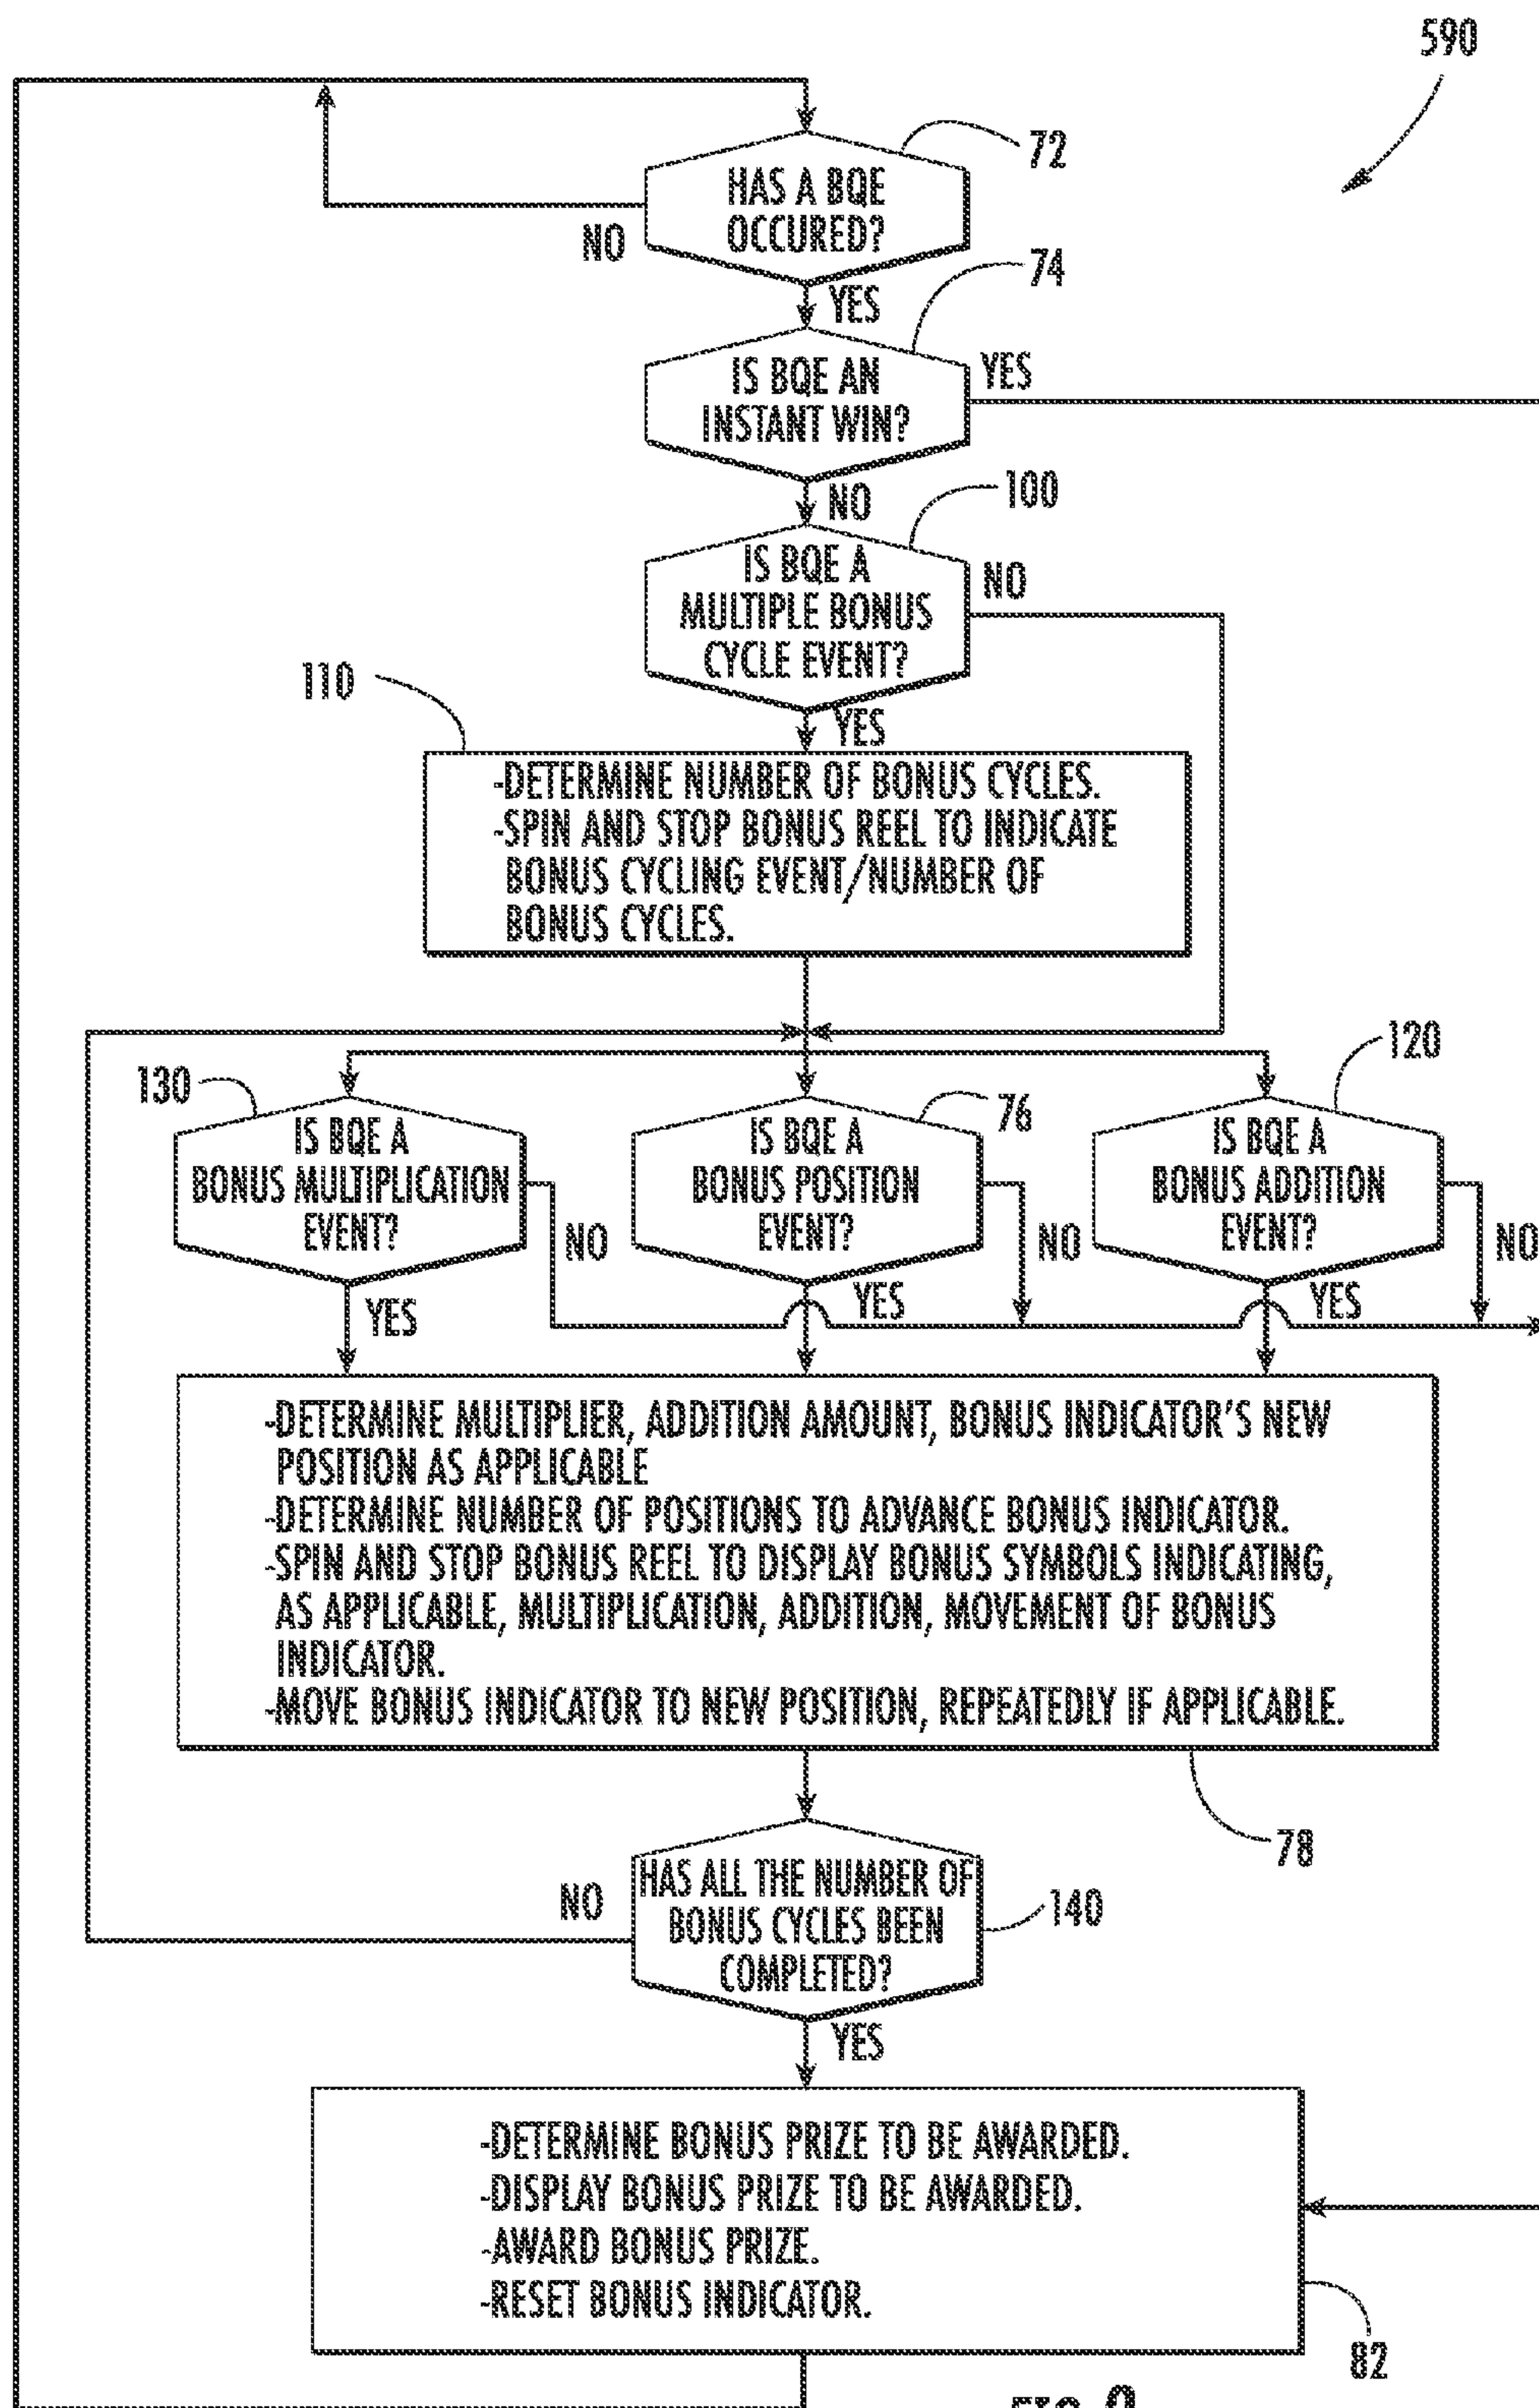 590
72
HAS A BQE
OCCURED?
NO
YES
74
IS BQE AN
INSTANT WIN?
YES
NO
100
IS BQE A
MULTIPLE BONUS
CYCLE EVENT?
NO
YES
110
-DETERMINE NUMBER OF BONUS CYCLES.
-SPIN AND STOP BONUS REEL TO INDICATE
BONUS CYCLING EVENT/NUMBER OF
BONUS CYCLES.
130
IS BQE A
BONUS MULTIPLICATION
EVENT?
NO
YES
76
IS BQE A
BONUS POSITION
EVENT?
NO
YES
120
IS BQE A
BONUS ADDITION
EVENT?
NO
YES
-DETERMINE MULTIPLIER, ADDITION AMOUNT, BONUS INDICATOR'S NEW
POSITION AS APPLICABLE
-DETERMINE NUMBER OF POSITIONS TO ADVANCE BONUS INDICATOR.
-SPIN AND STOP BONUS REEL TO DISPLAY BONUS SYMBOLS INDICATING,
AS APPLICABLE, MULTIPLICATION, ADDITION, MOVEMENT OF BONUS
INDICATOR.
-MOVE BONUS INDICATOR TO NEW POSITION, REPEATEDLY IF APPLICABLE.
78
HAS ALL THE NUMBER OF
BONUS CYCLES BEEN
COMPLETED?
140
NO
YES
-DETERMINE BONUS PRIZE TO BE AWARDED.
-DISPLAY BONUS PRIZE TO BE AWARDED.
-AWARD BONUS PRIZE.
-RESET BONUS INDICATOR.
82